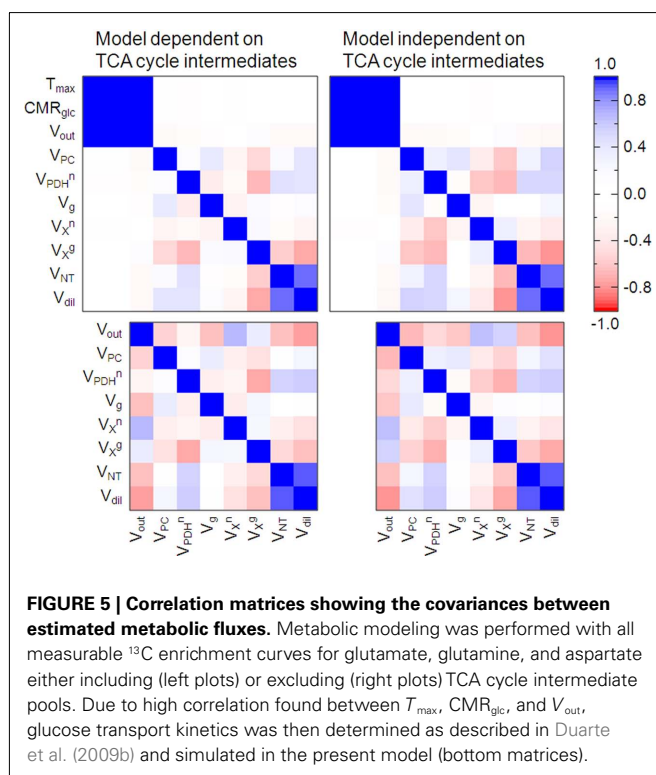 Model dependent on
TCA cycle intermediates
Model independent on
TCA cycle intermediates
1.0
0.8
0.4
0.0
-0.4
-0.8
-1.0
Tmax
CMRglc
Vout
VPC
VPDHn
Vg
VXn
VXg
VNT
Vdil
Vout
VPC
VPDHn
Vg
VXn
VXg
VNT
Vdil
Vout
VPC
VPDHn
Vg
VXn
VXg
VNT
Vdil
Vout
VPC
VPDHn
Vg
VXn
VXg
VNT
Vdil
FIGURE 5 | Correlation matrices showing the covariances between
estimated metabolic fluxes. Metabolic modeling was performed with all
measurable 13C enrichment curves for glutamate, glutamine, and aspartate
either including (left plots) or excluding (right plots) TCA cycle intermediate
pools. Due to high correlation found between Tmax, CMRglc, and Vout,
glucose transport kinetics was then determined as described in Duarte
et al. (2009b) and simulated in the present model (bottom matrices).